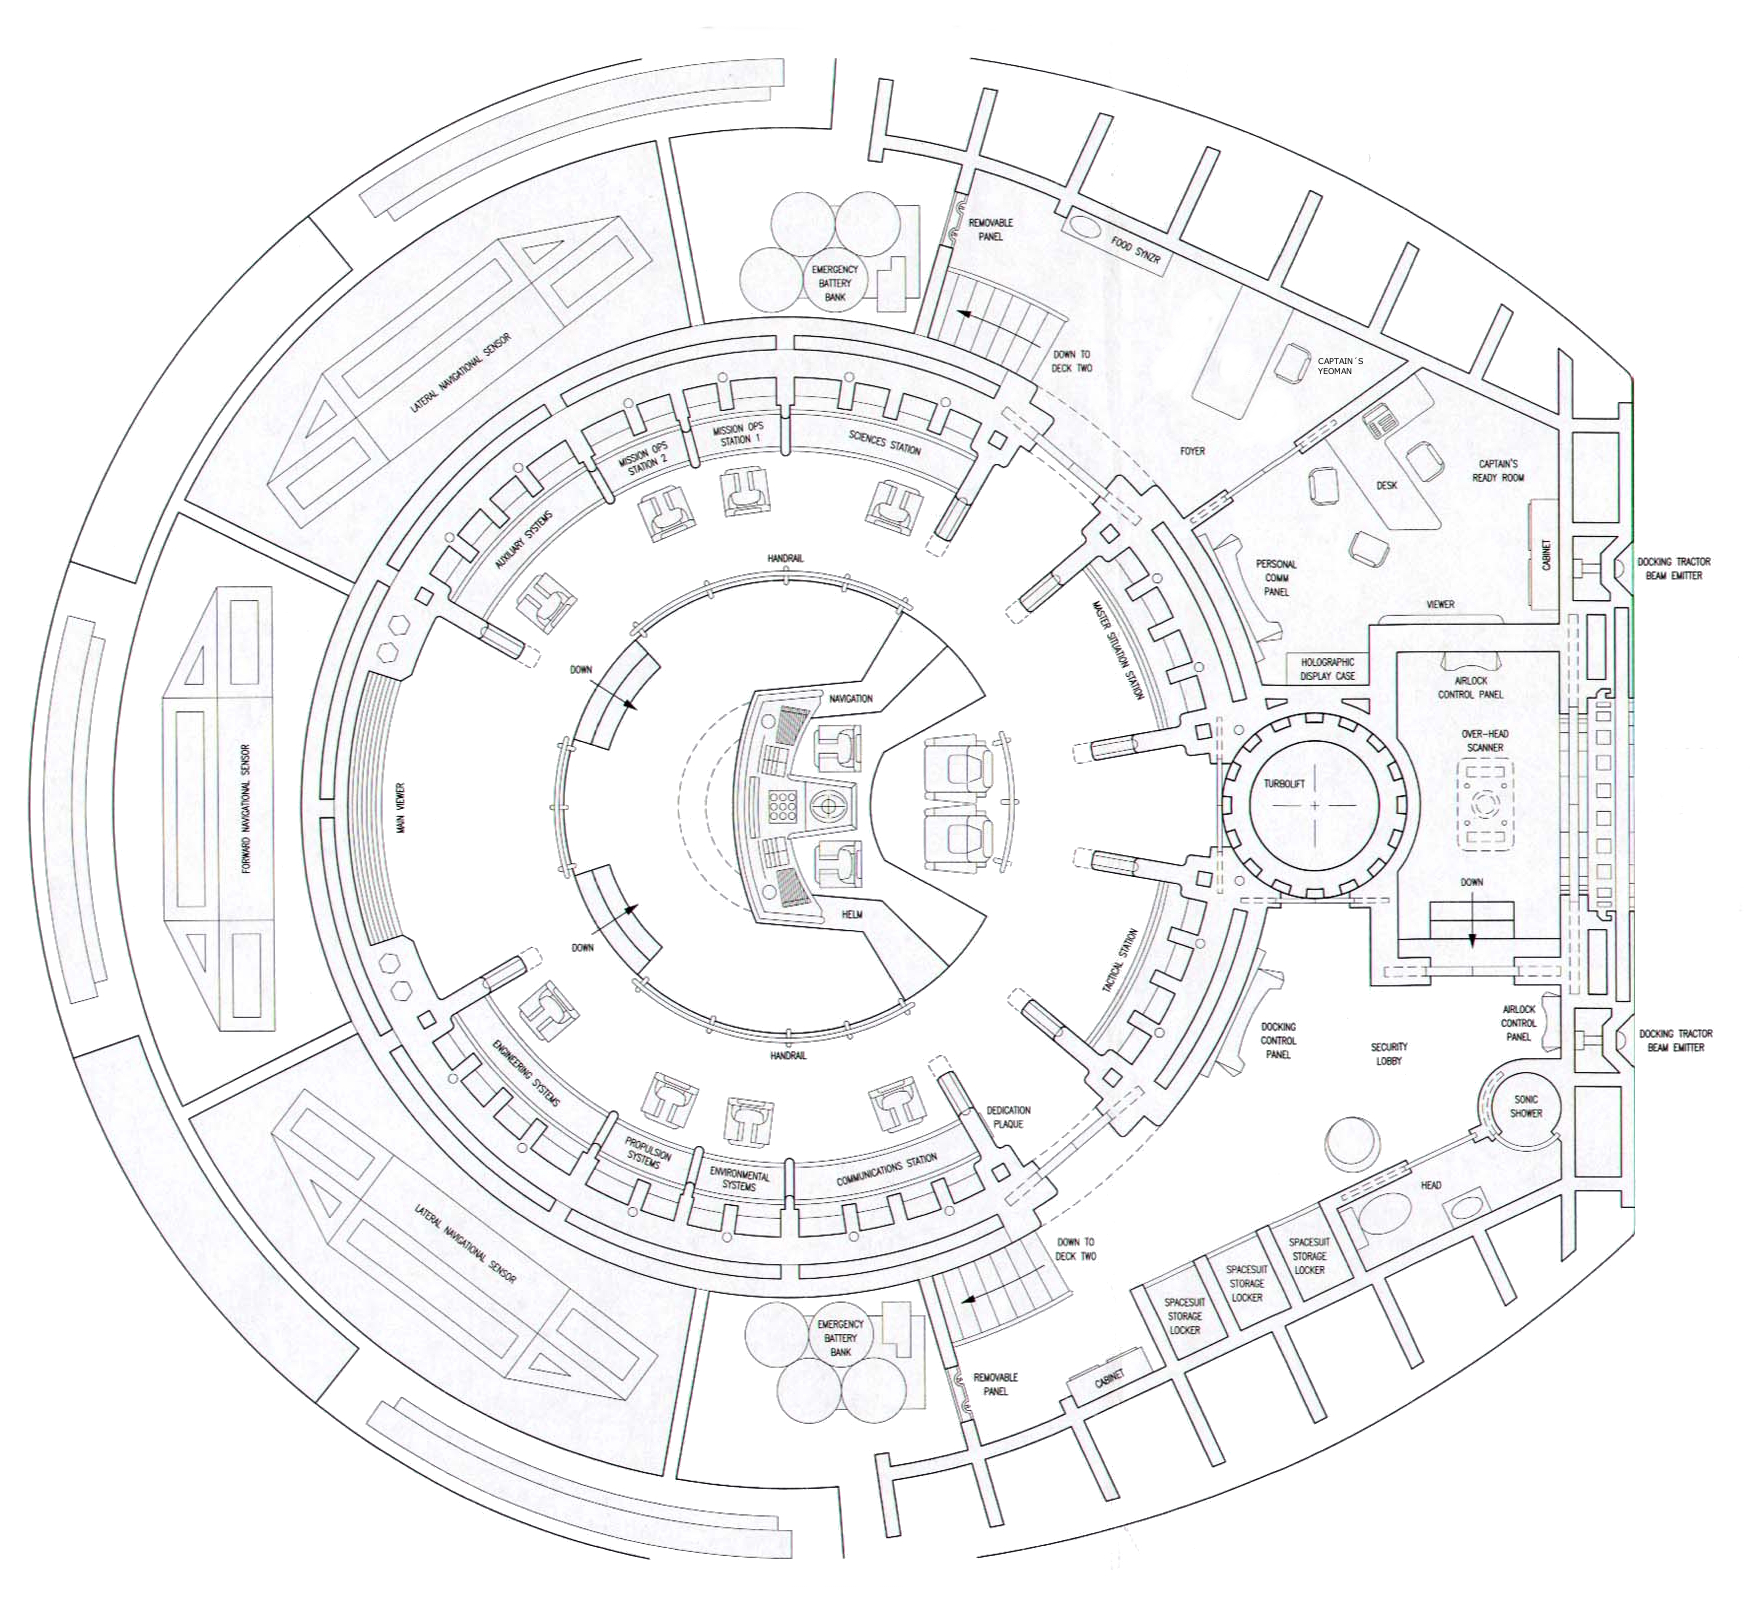 REMOVABLE
PANEL
FOOD SYNZR
EMERGENCY
BATTERY
BANK
DOWN TO
DECK TWO
CAPTAIN´S
YEOMAN
LATERAL NAVIGATIONAL SENSOR
MISSION OPS
STATION 2
MISSION OPS
STATION 1
SCIENCES STATION
FOYER
CAPTAIN'S
READY ROOM
DESK
AUXILIARY SYSTEMS
HANDRAIL
PERSONAL
COMM
PANEL
CABINET
DOCKING TRACTOR
BEAM EMITTER
VIEWER
MASTER SITUATION STATION
DOWN
HOLOGRAPHIC
DISPLAY CASE
AIRLOCK
CONTROL PANEL
NAVIGATION
OVER-HEAD
SCANNER
TURBOLIFT
FORWARD NAVIGATIONAL SENSOR
MAIN VIEWER
DOWN
HELM
DOWN
TACTICAL STATION
AIRLOCK
CONTROL
PANEL
DOCKING
CONTROL
PANEL
SECURITY
LOBBY
DOCKING TRACTOR
BEAM EMITTER
HANDRAIL
ENGINEERING SYSTEMS
DEDICATION
PLAQUE
SONIC
SHOWER
PROPULSION
SYSTEMS
ENVIRONMENTAL
SYSTEMS
COMMUNICATIONS STATION
HEAD
LATERAL NAVIGATIONAL SENSOR
DOWN TO
DECK TWO
SPACESUIT
STORAGE
LOCKER
SPACESUIT
STORAGE
LOCKER
SPACESUIT
STORAGE
LOCKER
EMERGENCY
BATTERY
BANK
REMOVABLE
PANEL
CABINET